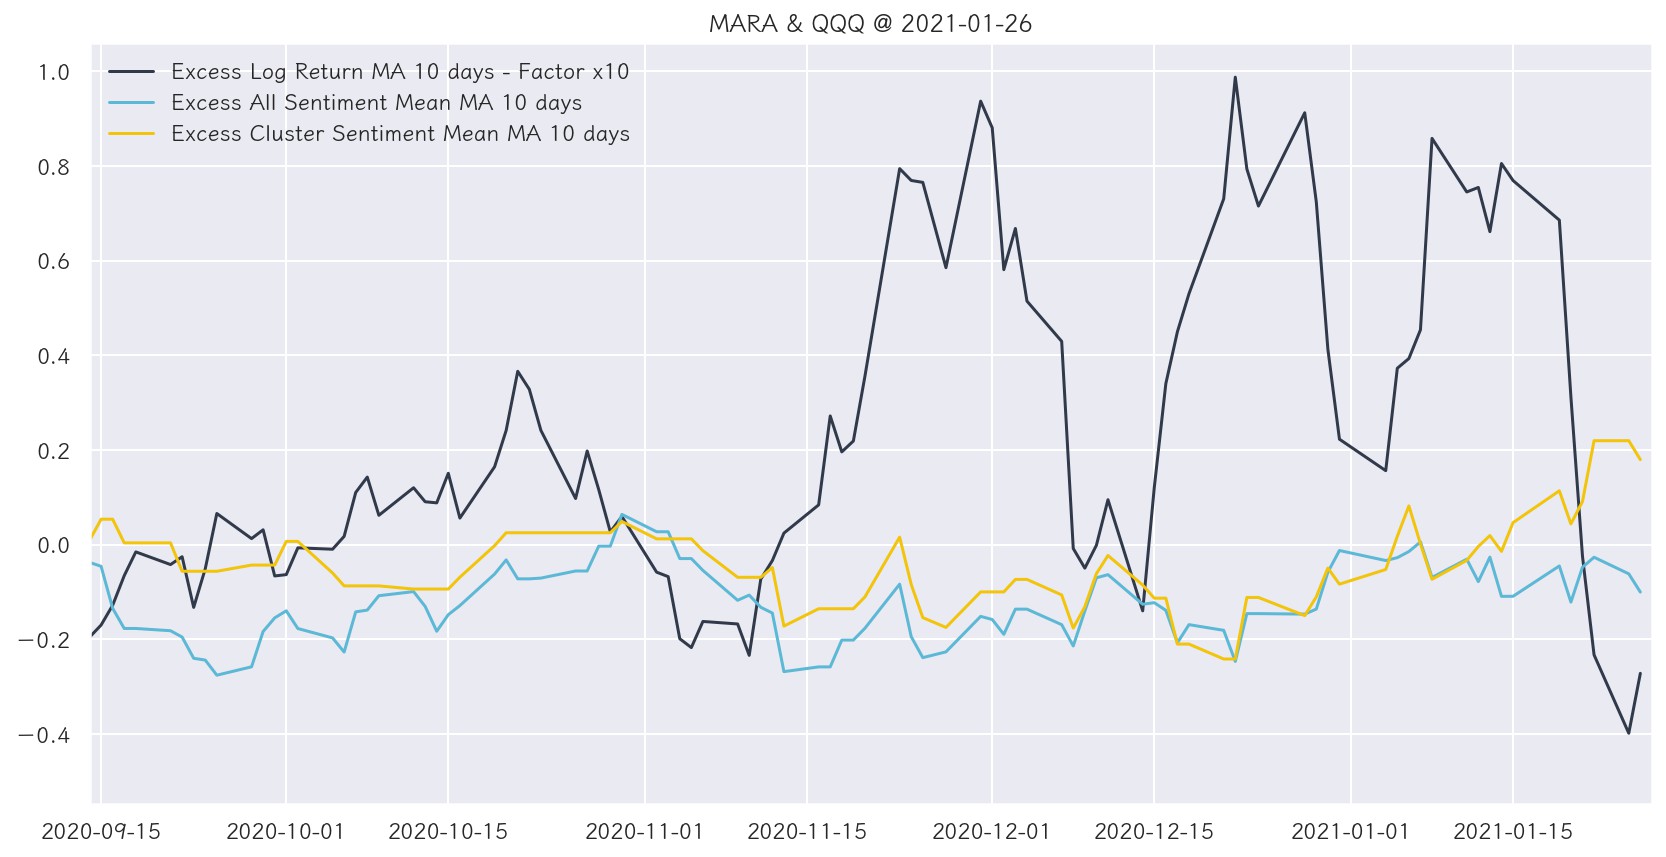 MARA & QQQ @ 2021-01-26
Excess Log Return MA 10 days - Factor x10
Excess All Sentiment Mean MA 10 days
Excess Cluster Sentiment Mean MA 10 days
1.0
0.8
0.6
0.4
0.2
0.0
−0.2
−0.4
2020-09-15 2020-10-01 2020-10-15 2020-11-01 2020-11-15 2020-12-01 2020-12-15 2021-01-01 2021-01-15